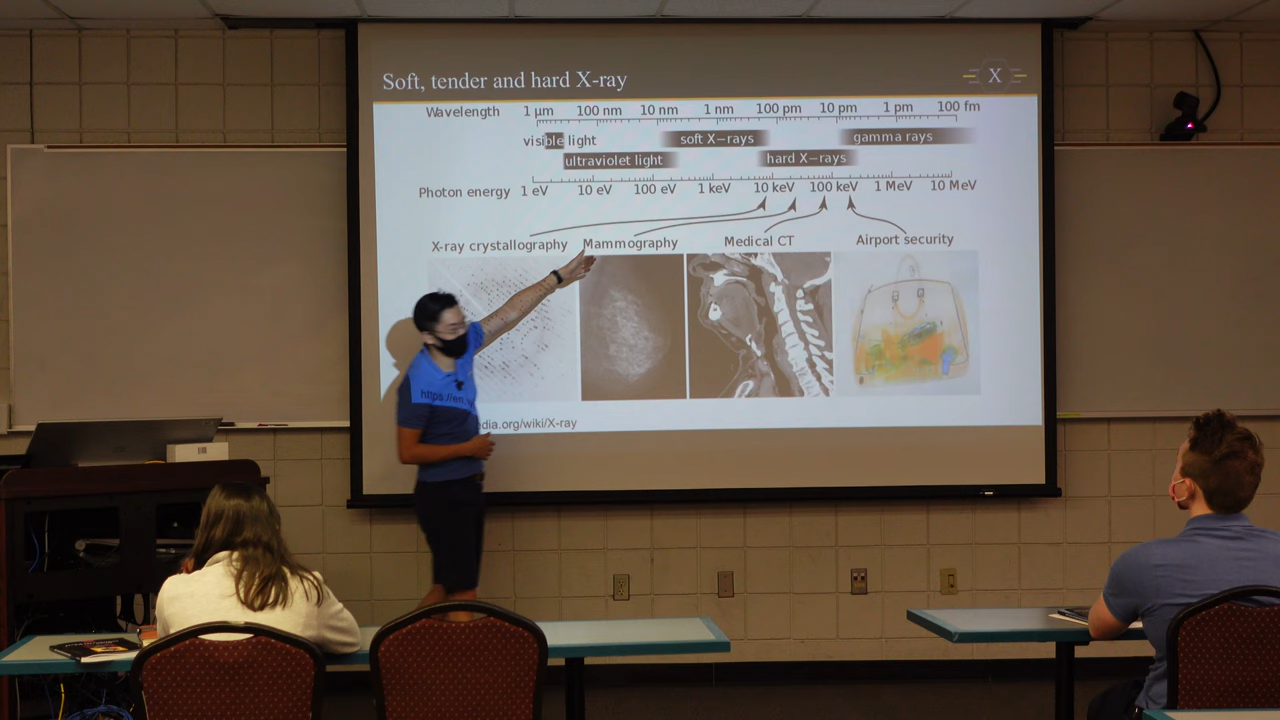 Soft, tender and hard X-ray
X
Wavelength 1 µm 100 nm 10 nm 1 nm 100 pm 10 pm 1 pm 100 fm
visible light soft X-rays gamma rays
ultraviolet light hard X-rays
Photon energy 1 eV 10 eV 100 eV 1 keV 10 keV 100 keV 1 MeV 10 MeV
X-ray crystallography Mammography Medical CT Airport security
https://en.
dia.org/wiki/X-ray